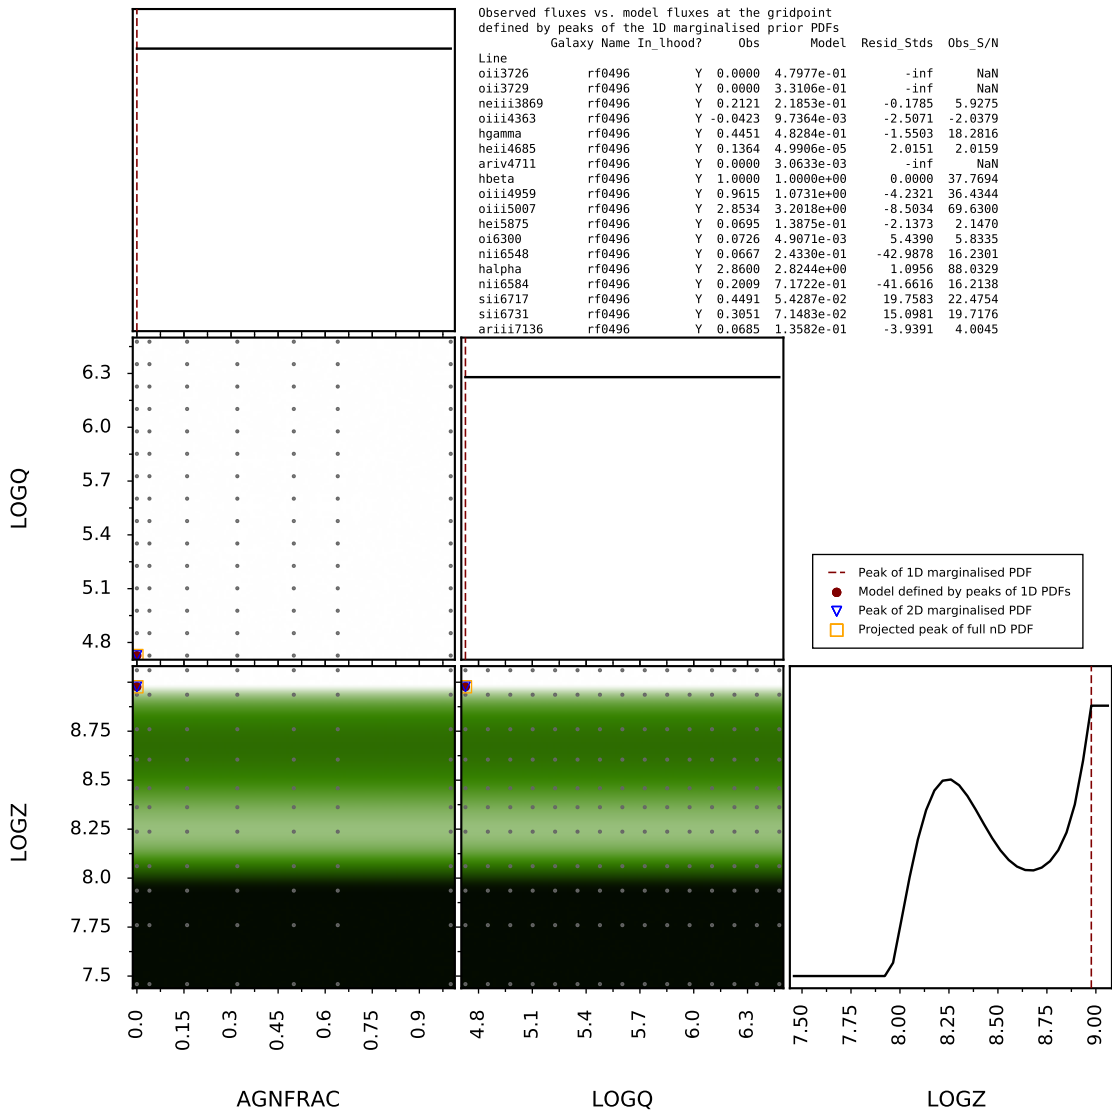 Observed fluxes vs. model fluxes at the gridpoint
defined by peaks of the 1D marginalised prior PDFs
Galaxy Name In_lhood? Obs Model Resid_Stds Obs_S/N
Line
oii3726 rf0496 Y 0.0000 4.7977e-01 -inf NaN
oii3729 rf0496 Y 0.0000 3.3106e-01 -inf NaN
neiii3869 rf0496 Y 0.2121 2.1853e-01 -0.1785 5.9275
oiii4363 rf0496 Y -0.0423 9.7364e-03 -2.5071 -2.0379
hgamma rf0496 Y 0.4451 4.8284e-01 -1.5503 18.2816
heii4685 rf0496 Y 0.1364 4.9906e-05 2.0151 2.0159
ariv4711 rf0496 Y 0.0000 3.0633e-03 -inf NaN
hbeta rf0496 Y 1.0000 1.0000e+00 0.0000 37.7694
oiii4959 rf0496 Y 0.9615 1.0731e+00 -4.2321 36.4344
oiii5007 rf0496 Y 2.8534 3.2018e+00 -8.5034 69.6300
hei5875 rf0496 Y 0.0695 1.3875e-01 -2.1373 2.1470
oi6300 rf0496 Y 0.0726 4.9071e-03 5.4390 5.8335
nii6548 rf0496 Y 0.0667 2.4330e-01 -42.9878 16.2301
halpha rf0496 Y 2.8600 2.8244e+00 1.0956 88.0329
nii6584 rf0496 Y 0.2009 7.1722e-01 -41.6616 16.2138
sii6717 rf0496 Y 0.4491 5.4287e-02 19.7583 22.4754
sii6731 rf0496 Y 0.3051 7.1483e-02 15.0981 19.7176
ariii7136 rf0496 Y 0.0685 1.3582e-01 -3.9391 4.0045
6.3
6.0
5.7
5.4
5.1
4.8
LOGQ
Peak of 1D marginalised PDF
Model defined by peaks of 1D PDFs
Peak of 2D marginalised PDF
Projected peak of full nD PDF
8.75
8.5
8.25
8.0
7.75
7.5
LOGZ
0.0 0.15 0.3 0.45 0.6 0.75 0.9
4.8 5.1 5.4 5.7 6.0 6.3
7.50 7.75 8.00 8.25 8.50 8.75 9.00
AGNFRAC LOGQ LOGZ